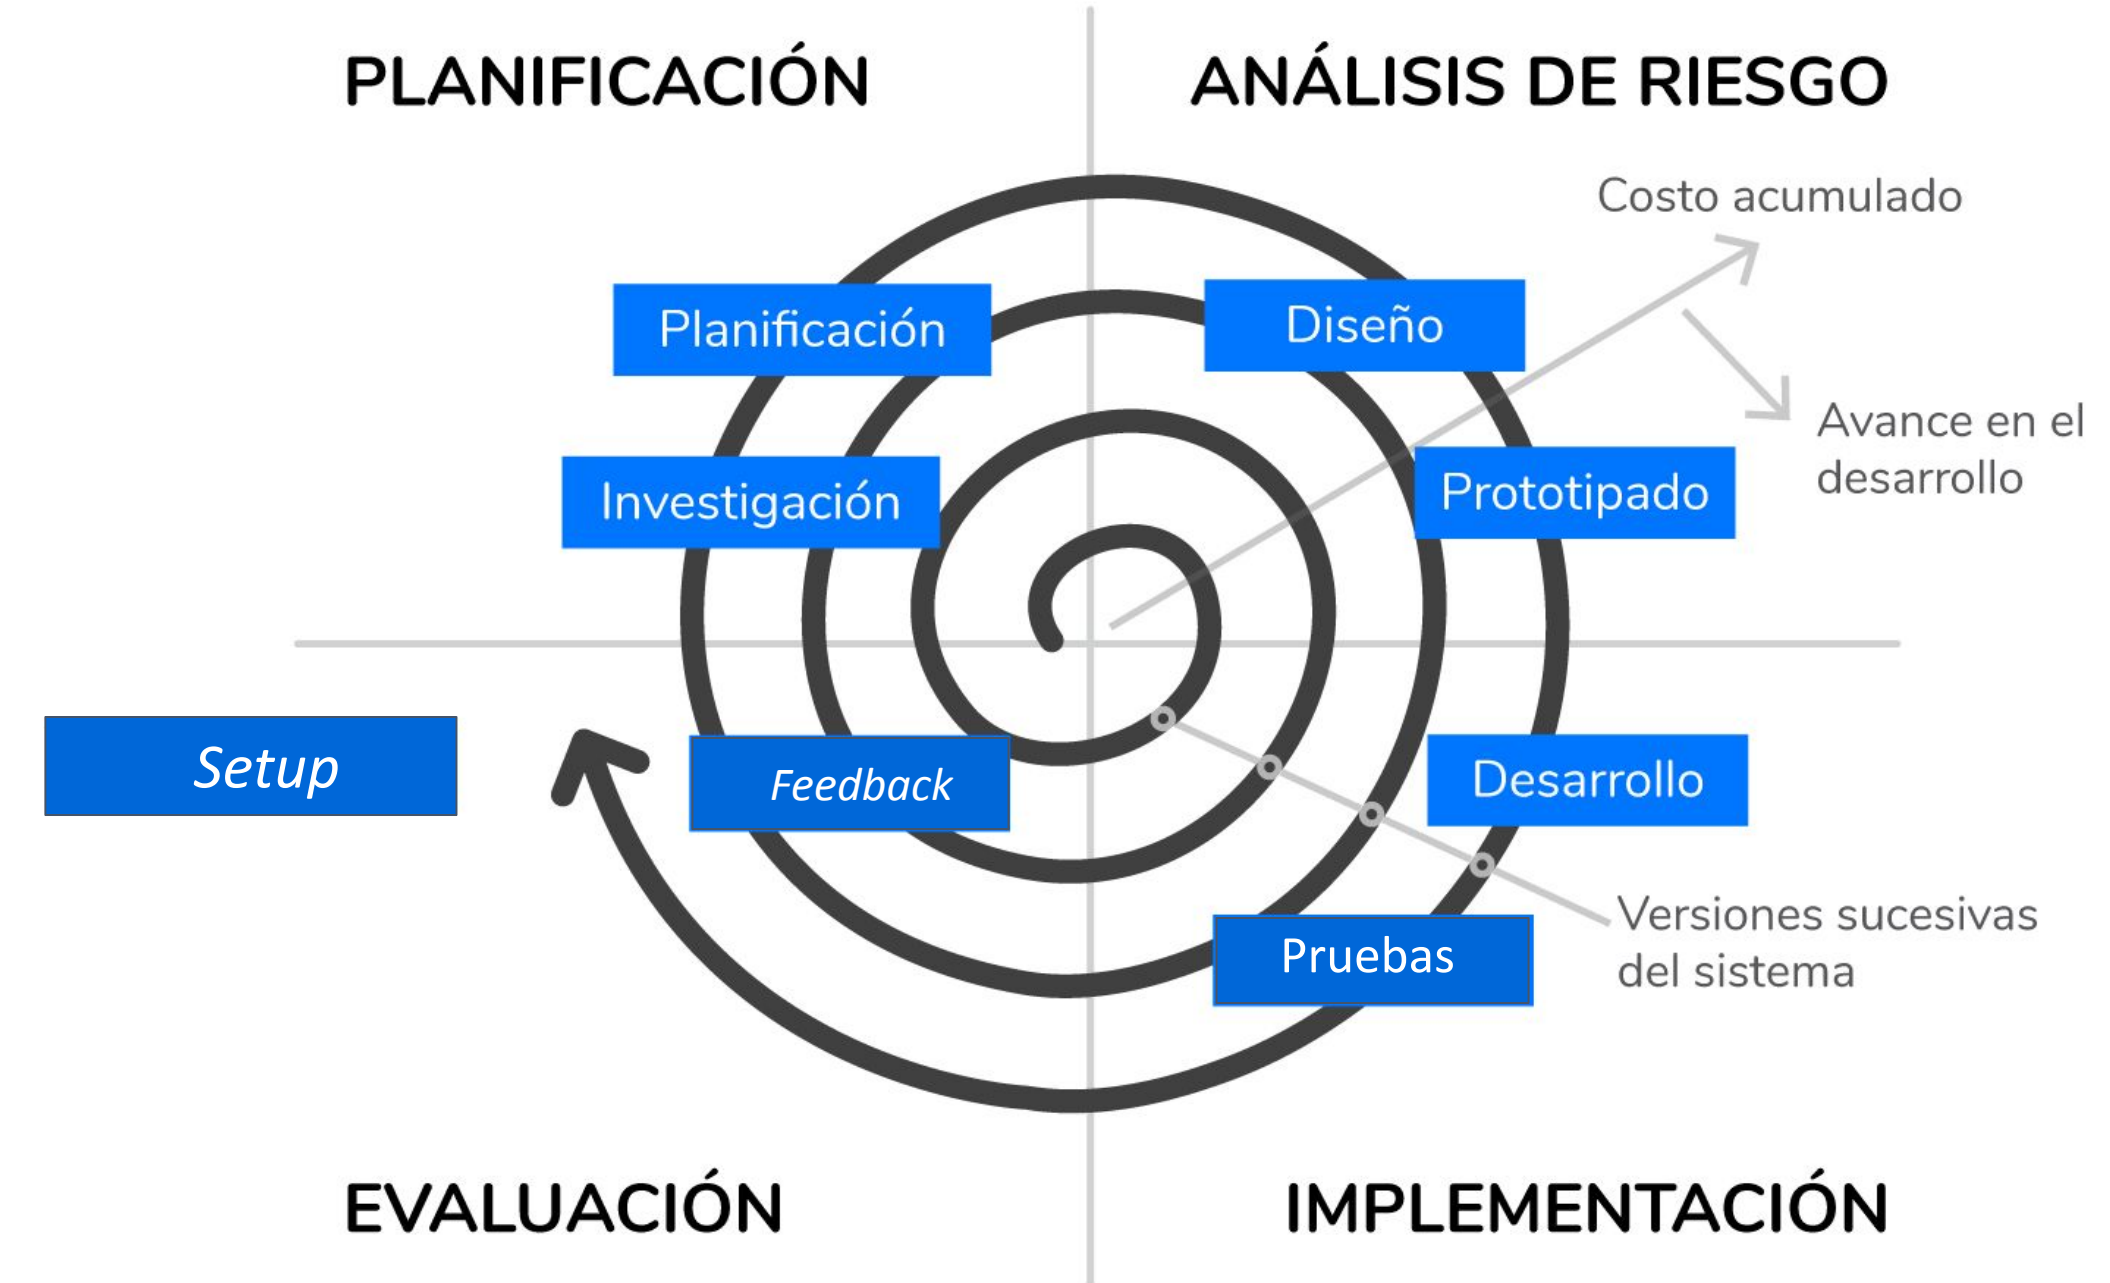 PLANIFICACIÓN
ANÁLISIS DE RIESGO
Costo acumulado
Planificación
Diseño
Avance en el
desarrollo
Investigación
Prototipado
Setup
Feedback
Desarrollo
Pruebas
Versiones sucesivas
del sistema
EVALUACIÓN
IMPLEMENTACIÓN